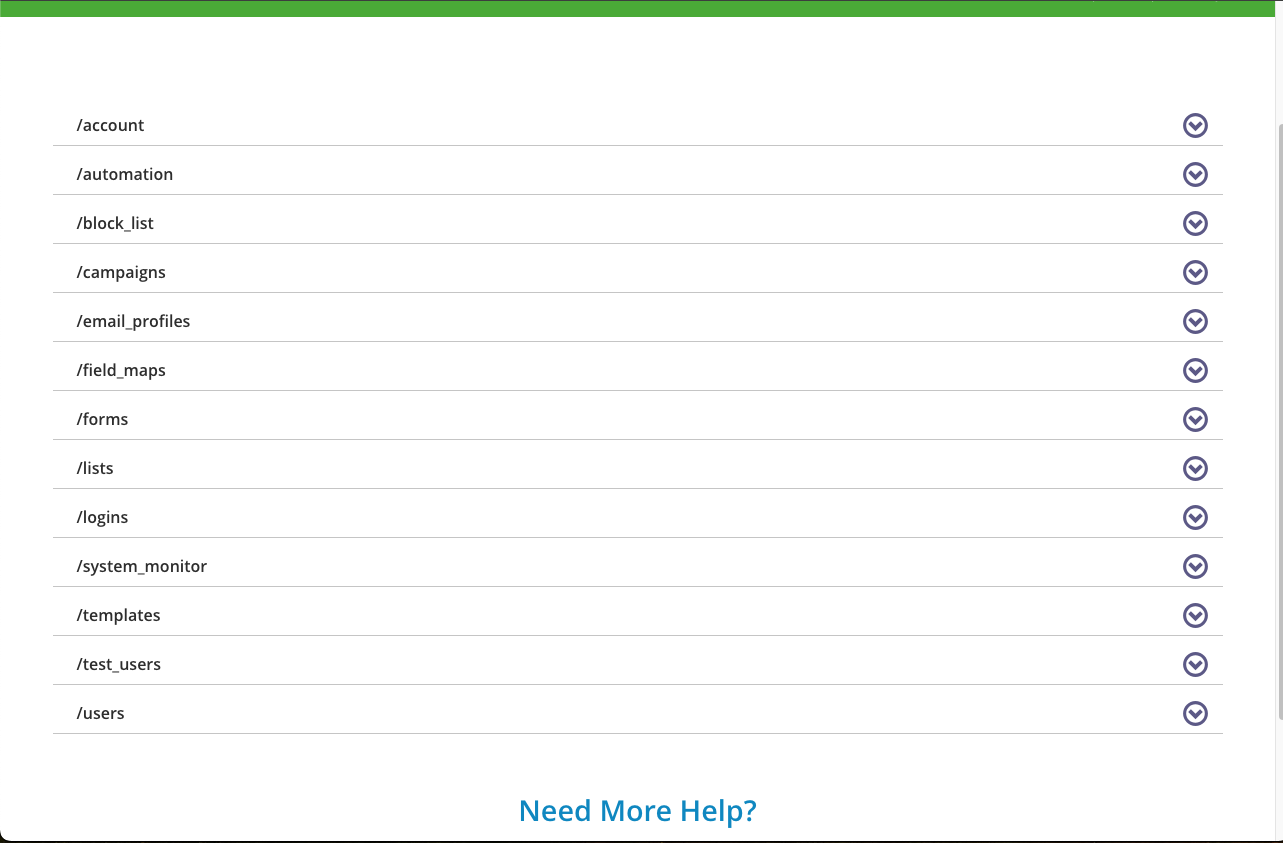 /account
/automation
/block_list
/campaigns
/email_profiles
/field_maps
/forms
/lists
/logins
/system_monitor
/templates
/test_users
/users
Need More Help?